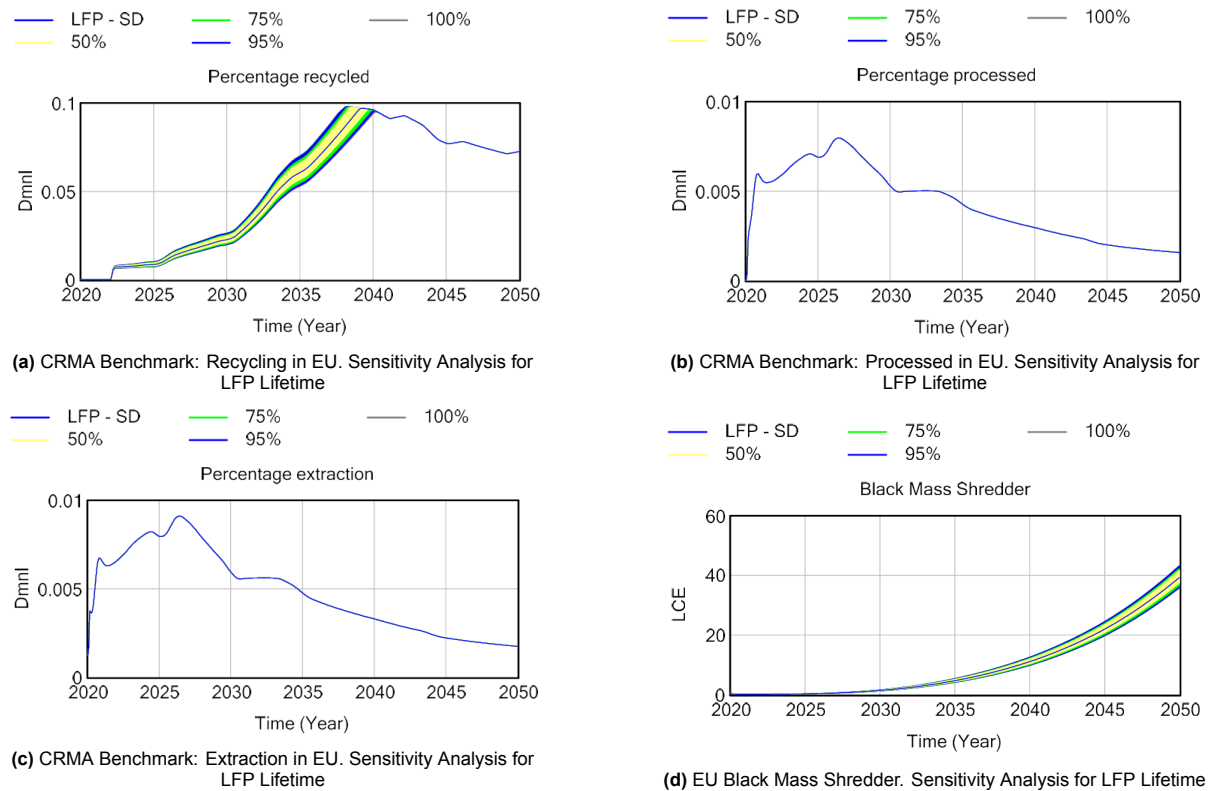 LFP - SD 75% 100%
50% 95%
Percentage recycled
0.1
0.05
0
Dmnl
2020 2025 2030 2035 2040 2045 2050
Time (Year)
(a) CRMA Benchmark: Recycling in EU. Sensitivity Analysis for
LFP Lifetime
LFP - SD 75% 100%
50% 95%
Percentage processed
0.01
0.005
0
Dmnl
2020 2025 2030 2035 2040 2045 2050
Time (Year)
(b) CRMA Benchmark: Processed in EU. Sensitivity Analysis for
LFP Lifetime
LFP - SD 75% 100%
50% 95%
Percentage extraction
0.01
0.005
0
Dmnl
2020 2025 2030 2035 2040 2045 2050
Time (Year)
(c) CRMA Benchmark: Extraction in EU. Sensitivity Analysis for
LFP Lifetime
LFP - SD 75% 100%
50% 95%
Black Mass Shredder
60
40
20
0
LCE
2020 2025 2030 2035 2040 2045 2050
Time (Year)
(d) EU Black Mass Shredder. Sensitivity Analysis for LFP Lifetime